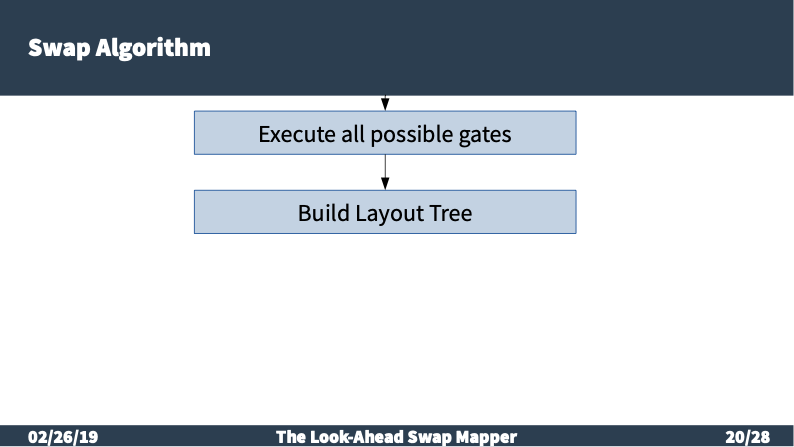 Swap Algorithm
Execute all possible gates
Build Layout Tree
02/26/19 The Look-Ahead Swap Mapper 20/28